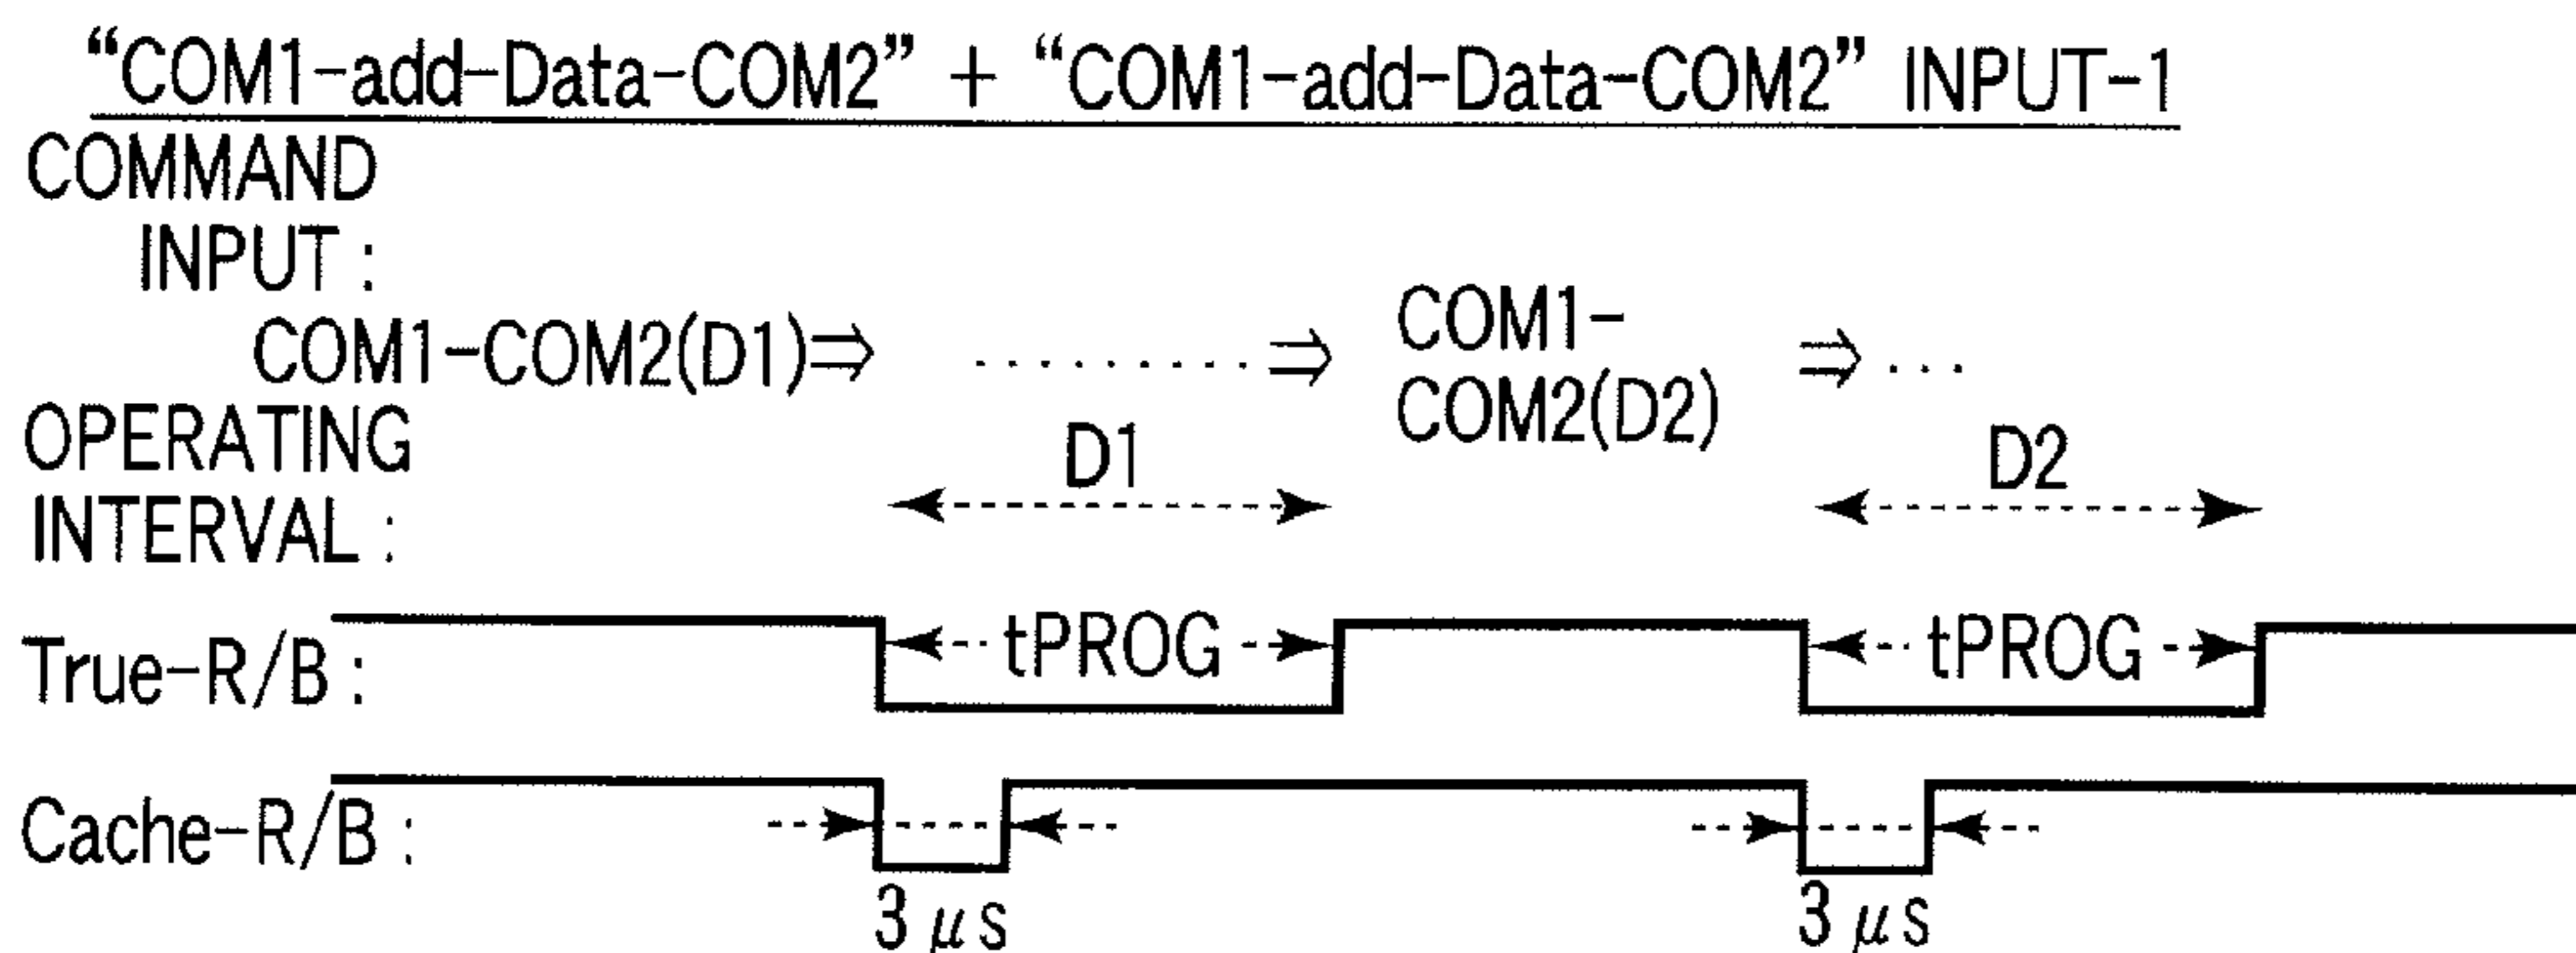 “COM1-add-Data-COM2” + “COM1-add-Data-COM2” INPUT-1
COMMAND
INPUT :
COM1-COM2(D1)⇒ ..........⇒ COM1-
COM2(D2) ⇒...
OPERATING
INTERVAL :
D1 D2
True-R/B : tPROG tPROG
Cache-R/B :
3 μs 3 μs